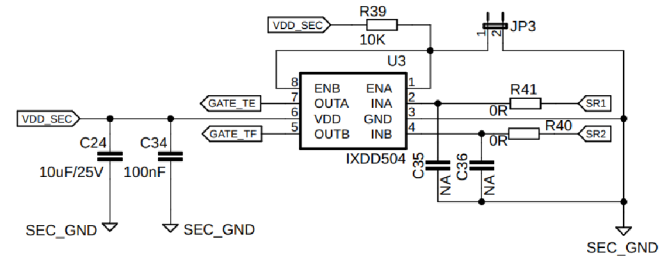 R39
VDD_SEC
10K
JP3
1
2
U3
8 ENB ENA 1
GATE_TE 7 OUTA INA 2 R41 SR1
0R
VDD_SEC 6 VDD GND 3
GATE_TF 5 OUTB INB 4 R40 SR2
0R
IXDD504
C24 C34
10uF/25V 100nF
C35 NA
C36 NA
SEC_GND SEC_GND
SEC_GND